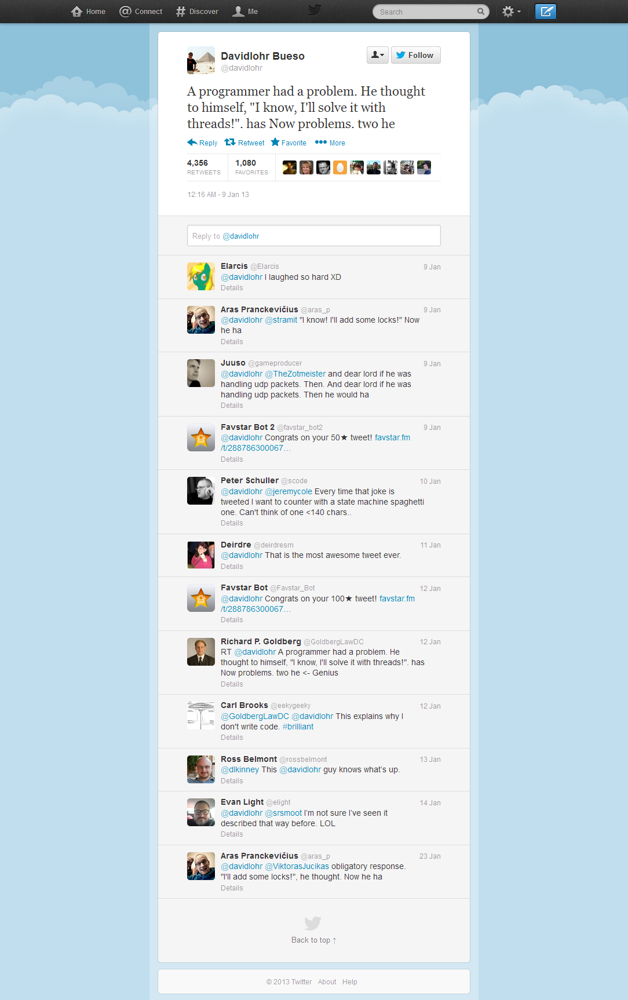 Home Connect Discover Me Search
Davidlohr Bueso
@davidlohr
Follow
A programmer had a problem. He thought
to himself, "I know, I'll solve it with
threads!". has Now problems. two he
Reply Retweet Favorite More
4,356 1,080
RETWEETS FAVORITES
12:16 AM - 9 Jan 13
Reply to @davidlohr
Elarcis @Elarcis 9 Jan
@davidlohr I laughed so hard XD
Details
Aras Pranckevičius @aras_p 9 Jan
@davidlohr @stramit "I know! I'll add some locks!" Now
he ha
Details
Juuso @gameproducer 9 Jan
@davidlohr @TheZotmeister and dear lord if he was
handling udp packets. Then. And dear lord if he was
handling udp packets. Then he would ha
Details
Favstar Bot 2 @favstar_bot2 9 Jan
@davidlohr Congrats on your 50★ tweet! favstar.fm
/t/288786300067…
Details
Peter Schuller @scode 10 Jan
@davidlohr @jeremycole Every time that joke is
tweeted I want to counter with a state machine spaghetti
one. Can't think of one <140 chars..
Details
Deirdre @deirdresm 11 Jan
@davidlohr That is the most awesome tweet ever.
Details
Favstar Bot @Favstar_Bot 12 Jan
@davidlohr Congrats on your 100★ tweet! favstar.fm
/t/288786300067…
Details
Richard P. Goldberg @GoldbergLawDC 12 Jan
RT @davidlohr A programmer had a problem. He
thought to himself, "I know, I'll solve it with threads!". has
Now problems. two he <- Genius
Details
Carl Brooks @eekygeeky 12 Jan
@GoldbergLawDC @davidlohr This explains why I
don't write code. #brilliant
Details
Ross Belmont @rossbelmont 13 Jan
@dlkinney This @davidlohr guy knows what's up.
Details
Evan Light @elight 14 Jan
@davidlohr @srsmoot I'm not sure I've seen it
described that way before. LOL
Details
Aras Pranckevičius @aras_p 23 Jan
@davidlohr @ViktorasJucikas obligatory response.
"I'll add some locks!", he thought. Now he ha
Details
Back to top ↑
© 2013 Twitter About Help